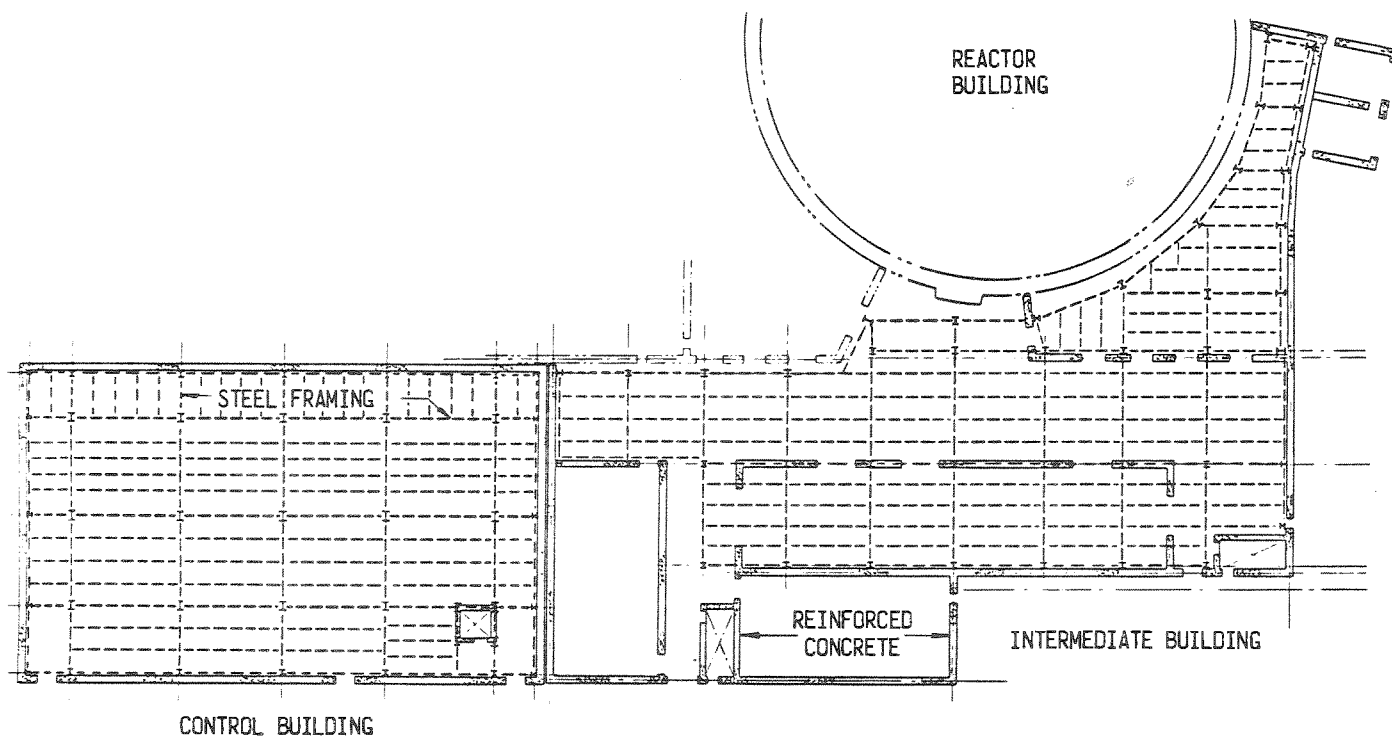 REACTOR
BUILDING
STEEL FRAMING
REINFORCED
CONCRETE
INTERMEDIATE BUILDING
CONTROL BUILDING